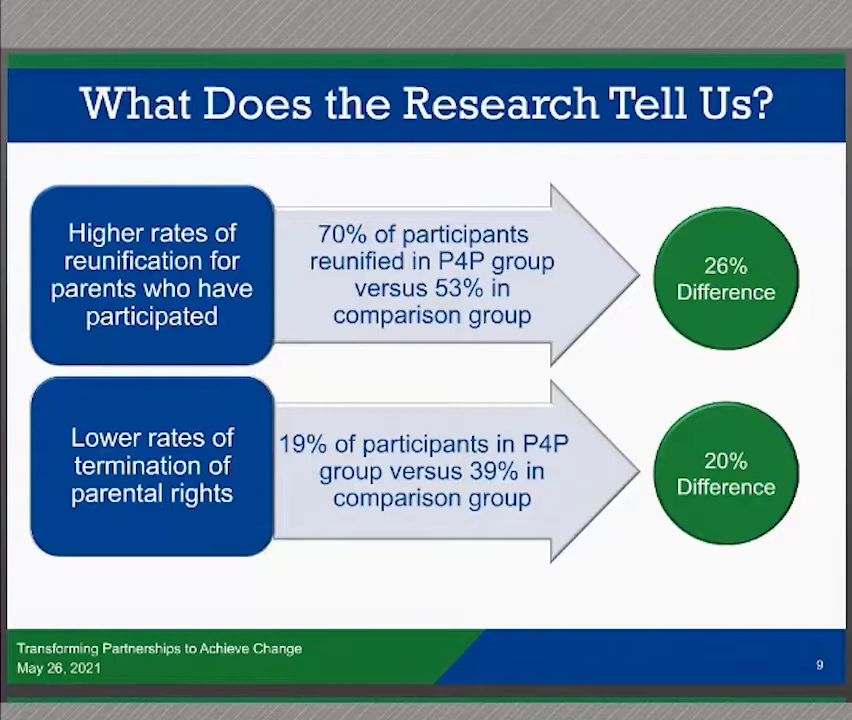 What Does the Research Tell Us?
Higher rates of
reunification for
parents who have
participated
70% of participants
reunified in P4P group
versus 53% in
comparison group
26%
Difference
Lower rates of
termination of
parental rights
19% of participants in P4P
group versus 39% in
comparison group
20%
Difference
Transforming Partnerships to Achieve Change
May 26, 2021
9